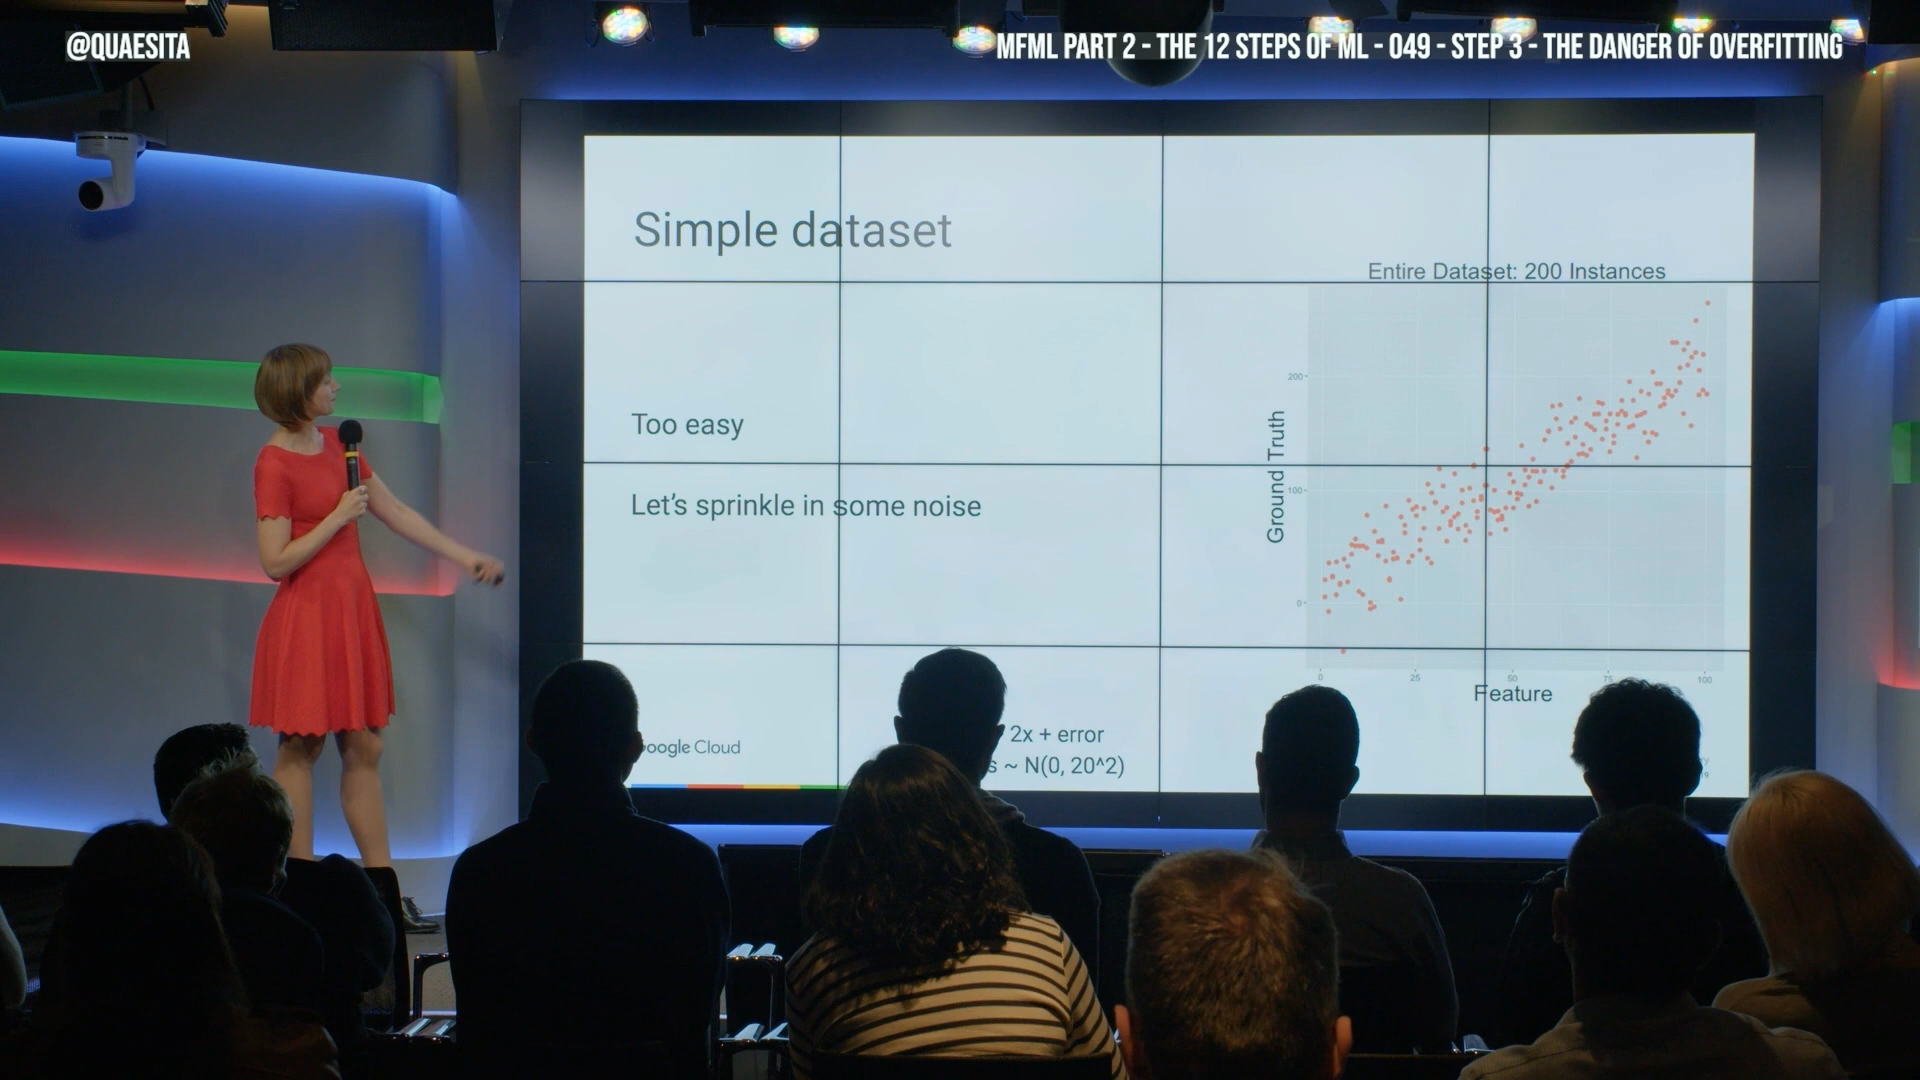 @QUAESITA
MFML PART 2 - THE 12 STEPS OF ML - 049 - STEP 3 - THE DANGER OF OVERFITTING
Simple dataset
Entire Dataset: 200 Instances
Too easy
Let's sprinkle in some noise
Ground Truth
200
100
0
0
25
50
75
100
Feature
2x + error
s ~ N(0, 20^2)
oogle Cloud